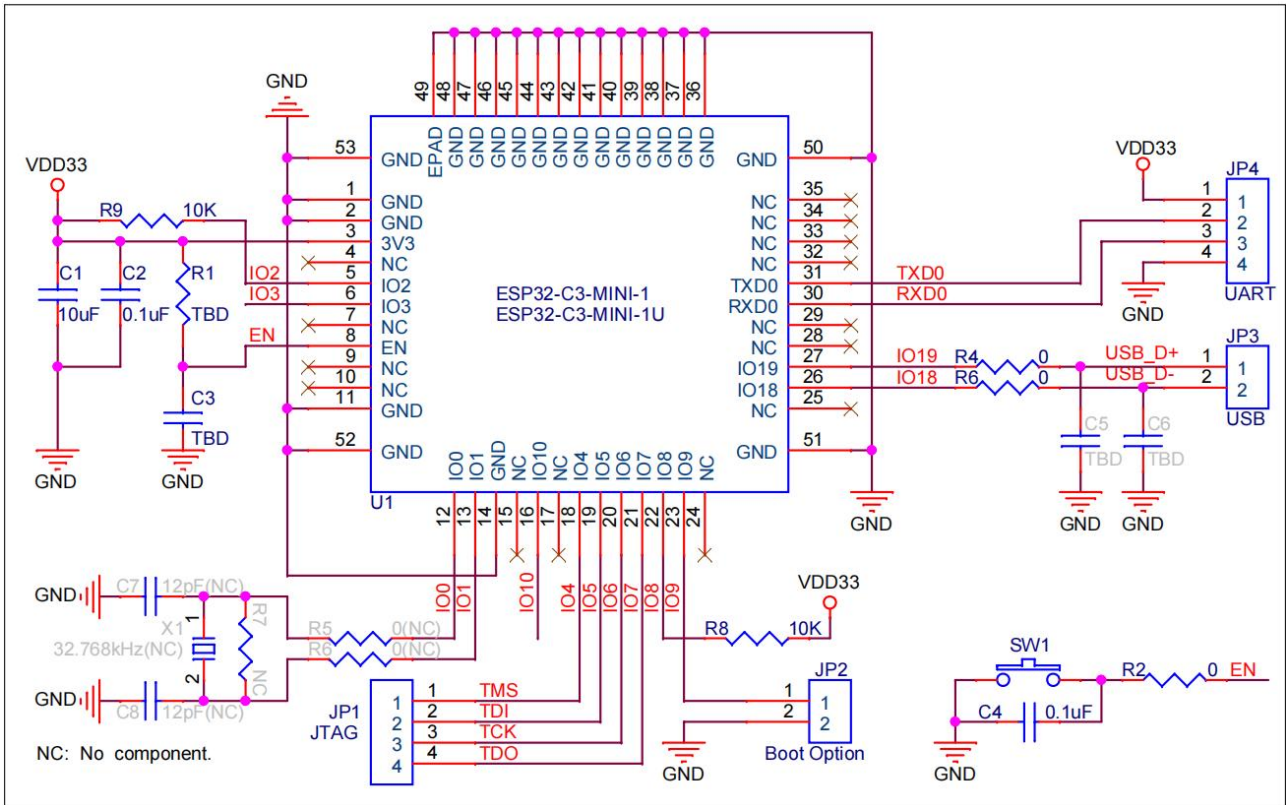 49
48
47
46
45
44
43
42
41
40
39
38
37
36
EPAD
GND
GND
GND
GND
GND
GND
GND
GND
GND
GND
GND
GND
GND
GND
53
GND
1
GND
2
GND
3
3V3
4
NC
5
IO2
6
IO3
7
NC
8
EN
9
NC
10
NC
11
GND
52
GND
VDD33
R9
10K
C1
10uF
C2
0.1uF
R1
TBD
IO2
IO3
EN
C3
TBD
GND
GND
ESP32-C3-MINI-1
ESP32-C3-MINI-1U
U1
GND
50
NC
35
NC
34
NC
33
NC
32
TXD0
31
RXD0
30
NC
29
NC
28
IO19
27
IO18
26
NC
25
GND
51
GND
TXD0
RXD0
VDD33
JP4
1
2
3
4
1
2
3
4
UART
GND
IO19
R4
0
USB_D+
IO18
R6
0
USB_D-
JP3
1
2
1
2
USB
C5
TBD
C6
TBD
GND
GND
IO0
IO1
GND
NC
IO10
NC
IO4
IO5
IO6
IO7
IO8
IO9
NC
12
13
14
15
16
17
18
19
20
21
22
23
24
IO0
IO1
IO10
IO4
IO5
IO6
IO7
IO8
IO9
GND
C7
12pF(NC)
1
X1
32.768kHz(NC)
2
R7
NC
GND
C8
12pF(NC)
R5
0(NC)
R6
0(NC)
NC: No component.
JP1
JTAG
1
2
3
4
1
2
3
4
TMS
TDI
TCK
TDO
R8
10K
VDD33
JP2
1
2
1
2
Boot Option
GND
SW1
C4
0.1uF
R2
0
EN
GND